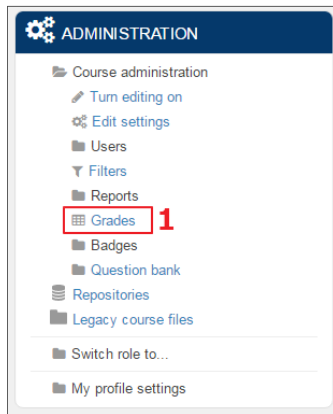 ADMINISTRATION
Course administration
Turn editing on
Edit settings
Users
Filters
Reports
Grades 1
Badges
Question bank
Repositories
Legacy course files
Switch role to...
My profile settings